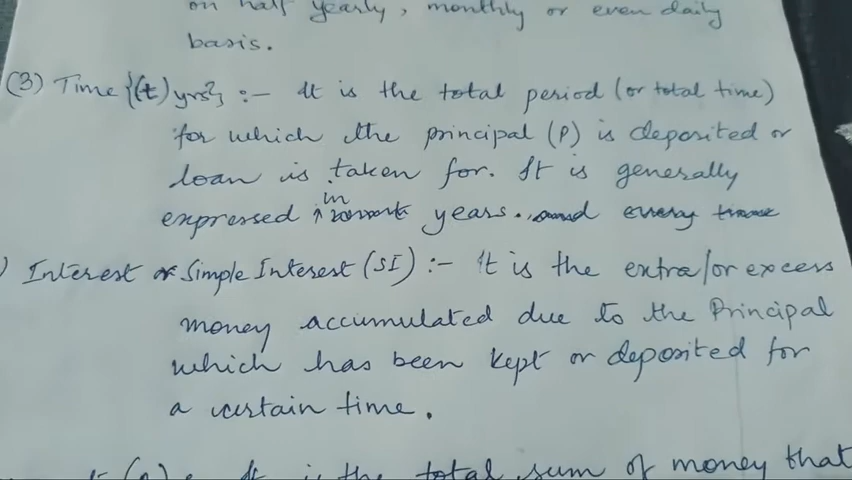 on half yearly, monthly or even daily
basis.
(3) Time {(t) yrs} :- It is the total period (or total time)
for which the principal (P) is deposited or
loan is taken for. It is generally
expressed in years. and every time
) Interest or Simple Interest (SI) :- It is the extra/or excess
money accumulated due to the Principal
which has been kept or deposited for
a certain time.
It is the total sum of money that